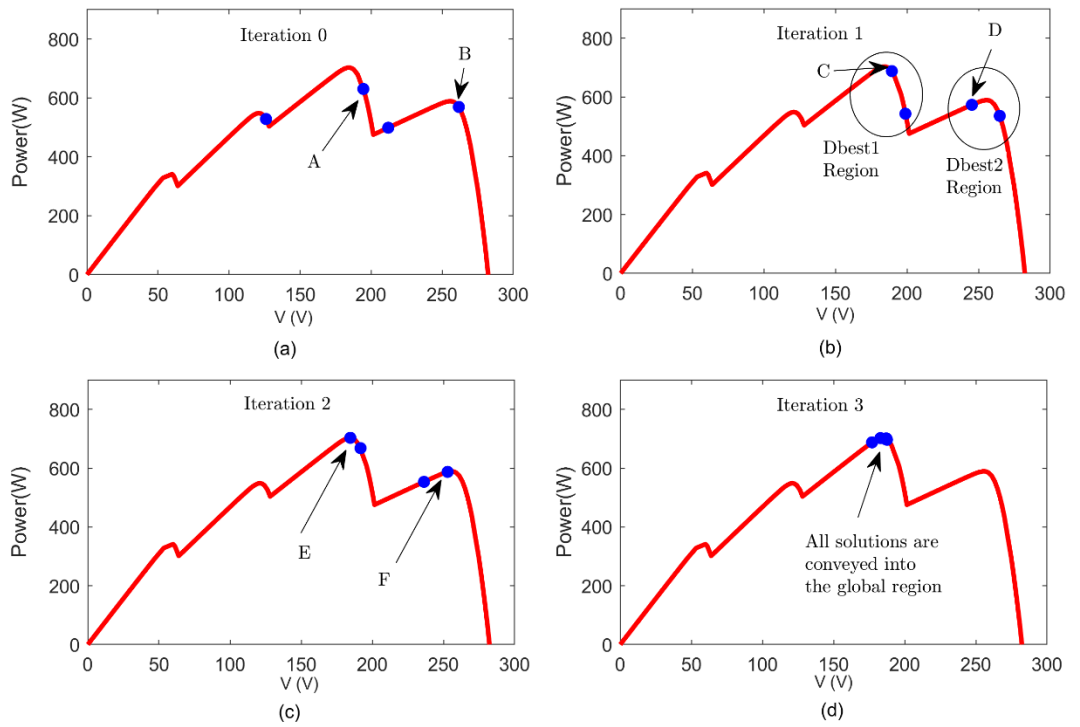 Iteration 0
B
A
Power(W)
800
600
400
200
0
0 50 100 150 200 250 300
V (V)
(a)
Iteration 1
D
C
Dbest1
Region
Dbest2
Region
Power(W)
800
600
400
200
0
0 50 100 150 200 250 300
V (V)
(b)
Iteration 2
E
F
Power(W)
800
600
400
200
0
0 50 100 150 200 250 300
V (V)
(c)
Iteration 3
All solutions are
conveyed into
the global region
Power(W)
800
600
400
200
0
0 50 100 150 200 250 300
V (V)
(d)